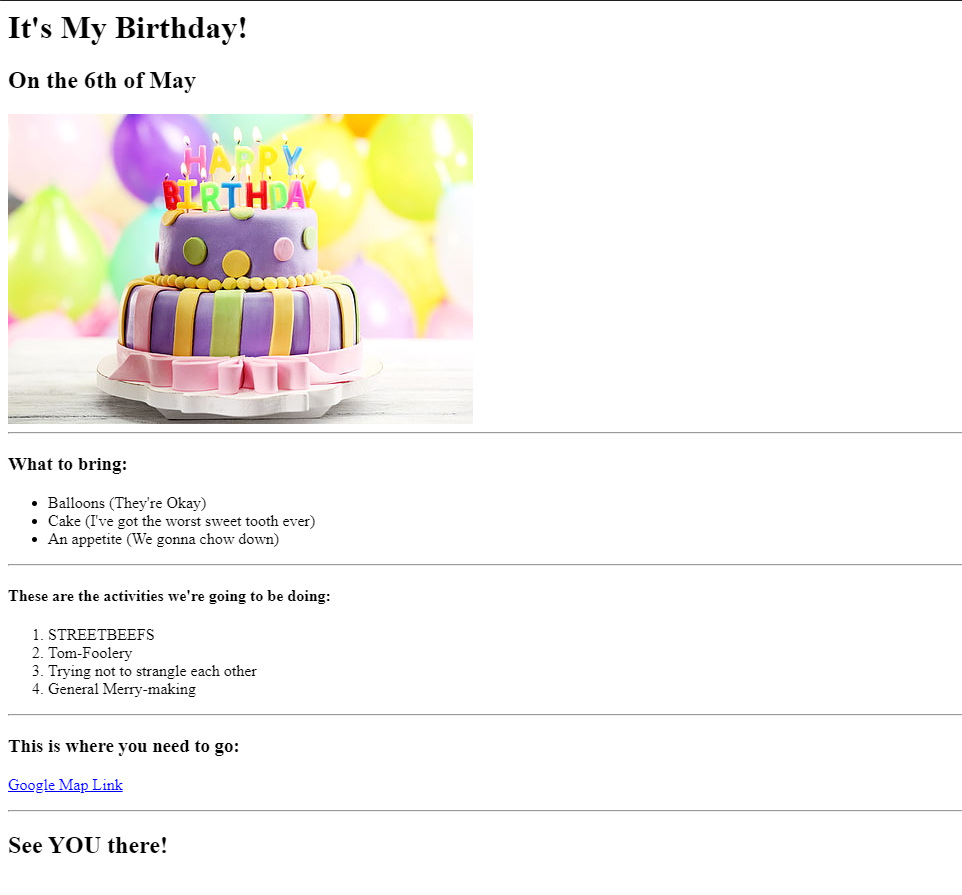 It's My Birthday!
On the 6th of May
HAPPY
BIRTHDAY
What to bring:
Balloons (They're Okay)
Cake (I've got the worst sweet tooth ever)
An appetite (We gonna chow down)
These are the activities we're going to be doing:
1. STREETBEEFS
2. Tom-Foolery
3. Trying not to strangle each other
4. General Merry-making
This is where you need to go:
Google Map Link
See YOU there!